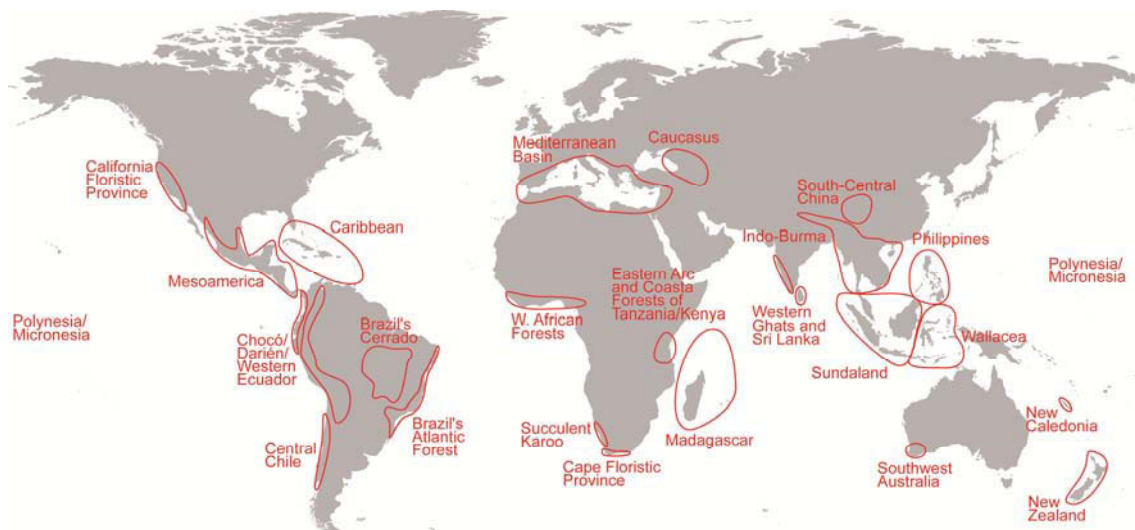 California
Floristic
Province
Caribbean
Mesoamerica
Polynesia/
Micronesia
Chocó/
Darién/
Western
Ecuador
Brazil's
Cerrado
Central
Chile
Brazil's
Atlantic
Forest
Mediterranean
Basin
Caucasus
W. African
Forests
Eastern Arc
and Coasta
Forests of
Tanzania/Kenya
Succulent
Karoo
Cape Floristic
Province
Madagascar
South-Central
China
Indo-Burma
Philippines
Western
Ghats and
Sri Lanka
Sundaland
Wallacea
Polynesia/
Micronesia
New
Caledonia
Southwest
Australia
New
Zealand